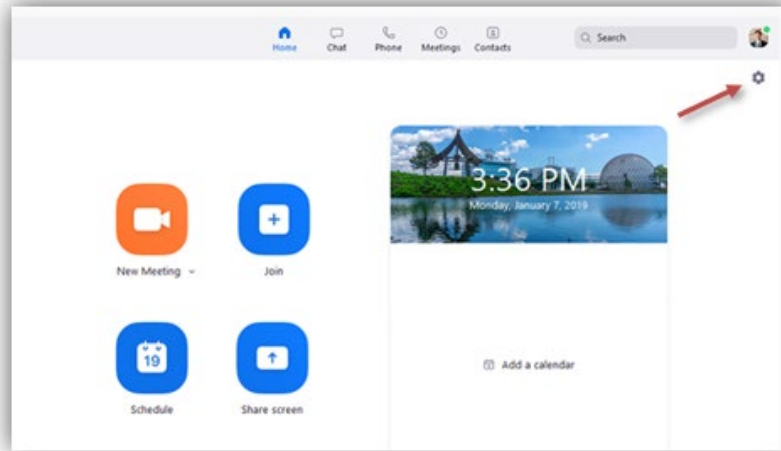 Home
Chat
Phone
Meetings
Contacts
Search
3:36 PM
Monday, January 7, 2019
New Meeting
Join
19
Add a calendar
Schedule
Share screen